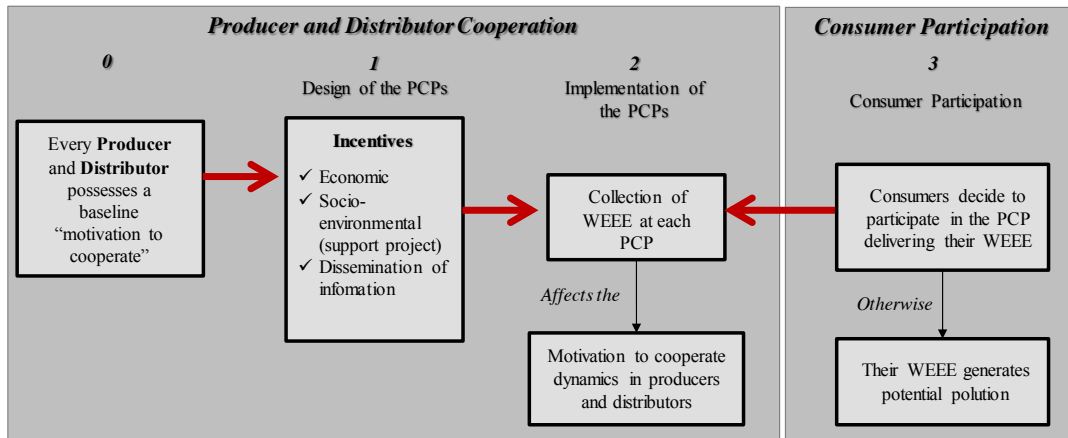 Producer and Distributor Cooperation
0
1
Design of the PCPs
2
Implementation of
the PCPs
Every Producer
and Distributor
possesses a
baseline
“motivation to
cooperate”
Incentives
✓ Economic
✓ Socio-
environmental
(support project)
✓ Dissemination of
infomation
Collection of
WEEE at each
PCP
Affects the
Motivation to cooperate
dynamics in producers
and distributors
Consumer Participation
3
Consumer Participation
Consumers decide to
participate in the PCP
delivering their WEEE
Otherwise
Their WEEE generates
potential polution